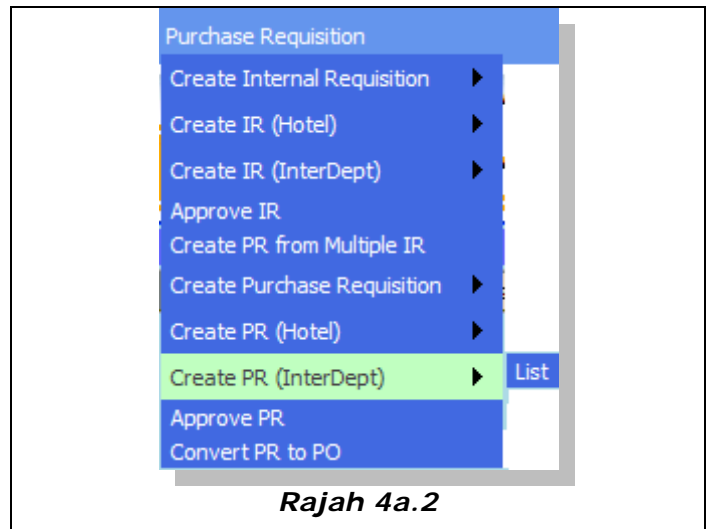 Purchase Requisition
Create Internal Requisition
Create IR (Hotel)
Create IR (InterDept)
Approve IR
Create PR from Multiple IR
Create Purchase Requisition
Create PR (Hotel)
Create PR (InterDept)
List
Approve PR
Convert PR to PO
Rajah 4a.2